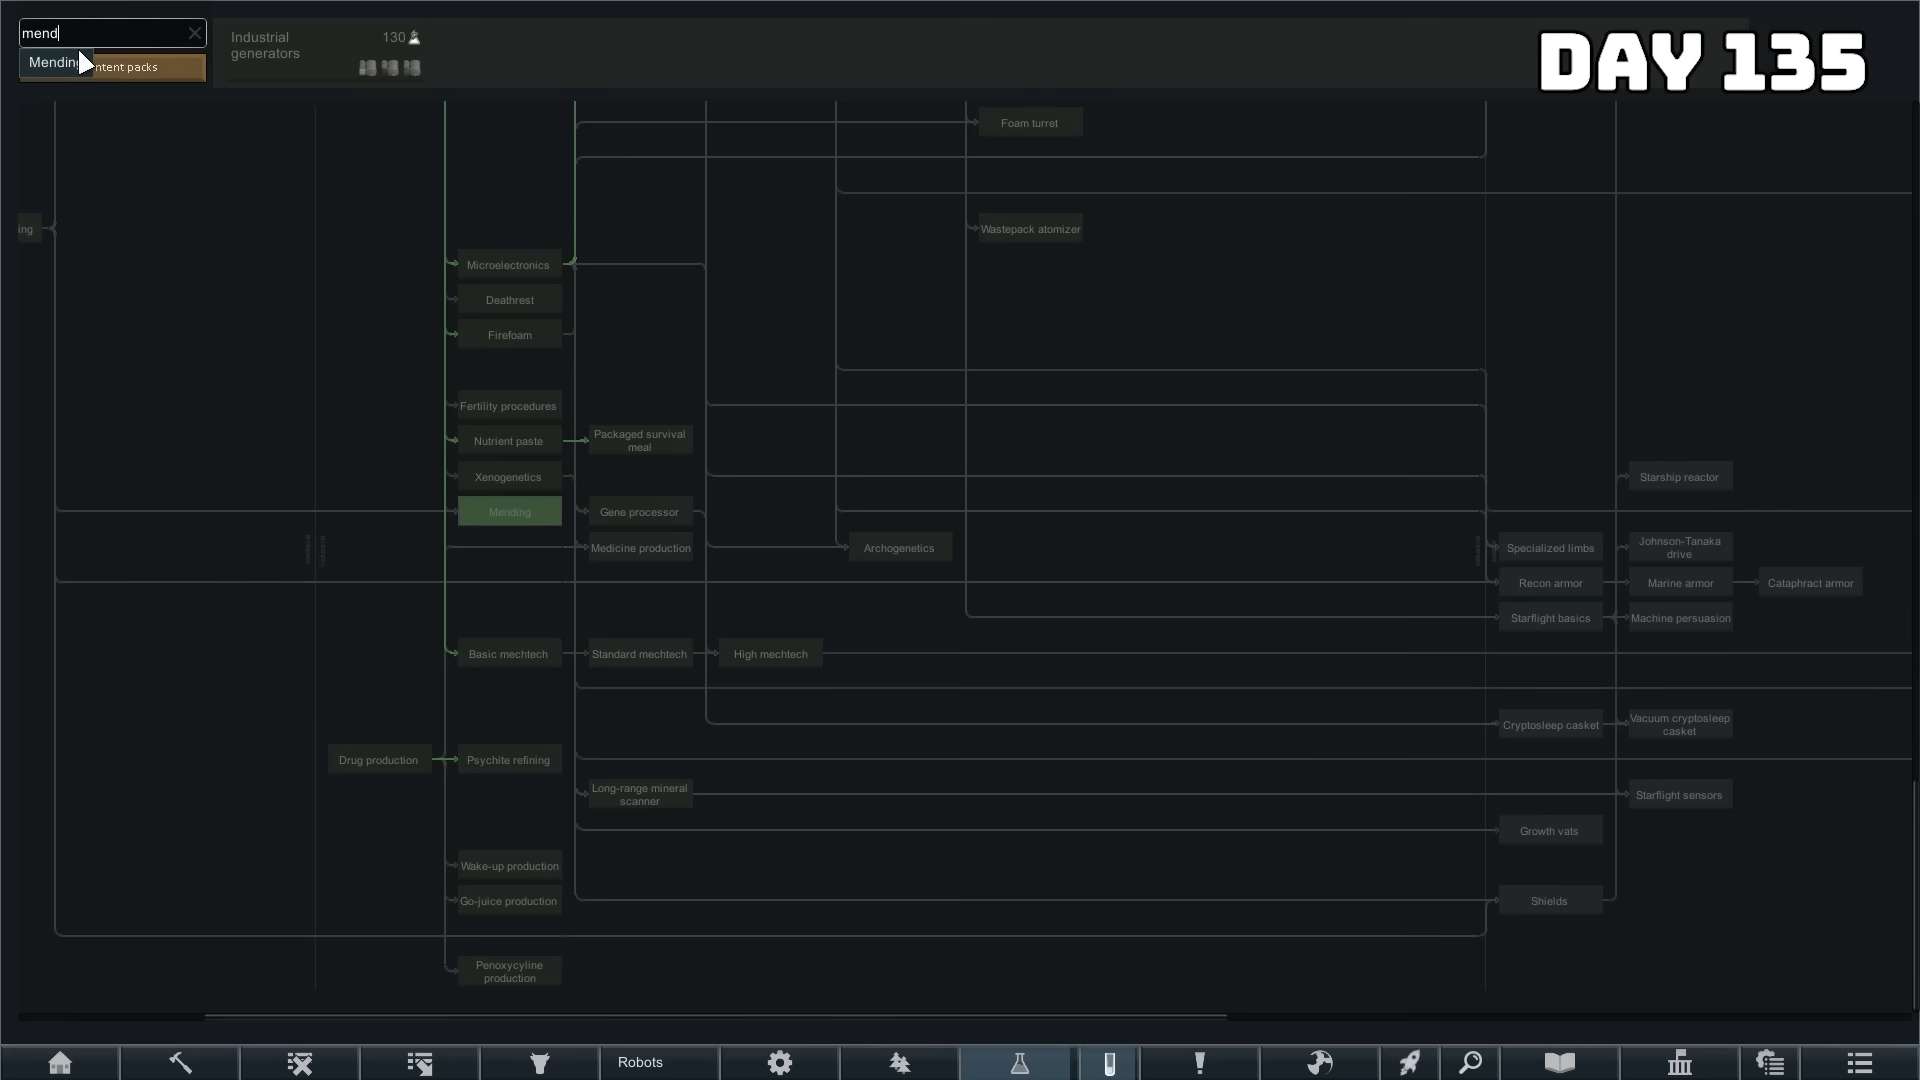 mend
Mending
ntent packs
Industrial
generators
130
DAY 135
Foam turret
ing
Wastepack atomizer
Microelectronics
Deathrest
Firefoam
Fertility procedures
Nutrient paste
Packaged survival
meal
Xenogenetics
Starship reactor
Mending
Gene processor
Medicine production
Archogenetics
Specialized limbs
Johnson-Tanaka
drive
Recon armor
Marine armor
Cataphract armor
Starflight basics
Machine persuasion
Basic mechtech
Standard mechtech
High mechtech
Cryptosleep casket
Vacuum cryptosleep
casket
Drug production
Psychite refining
Long-range mineral
scanner
Starflight sensors
Growth vats
Wake-up production
Go-juice production
Shields
Penoxycyline
production
Robots